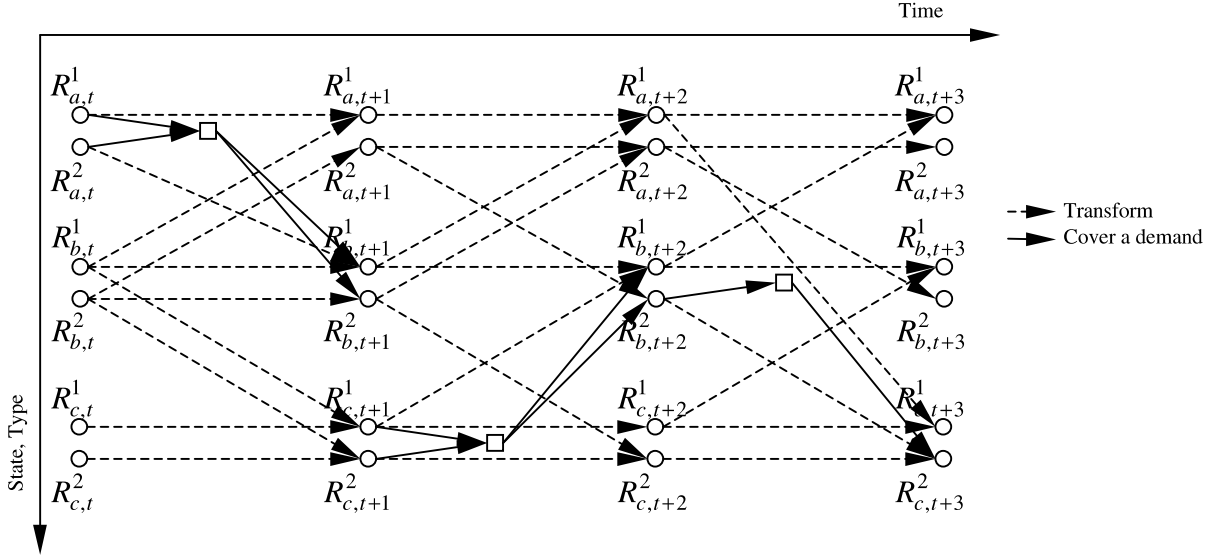 Time
R^1_{a,t} R^1_{a,t+1} R^1_{a,t+2} R^1_{a,t+3}
R^2_{a,t} R^2_{a,t+1} R^2_{a,t+2} R^2_{a,t+3}
Transform
R^1_{b,t} R^1_{b,t+1} R^1_{b,t+2} R^1_{b,t+3}
Cover a demand
R^2_{b,t} R^2_{b,t+1} R^2_{b,t+2} R^2_{b,t+3}
R^1_{c,t} R^1_{c,t+1} R^1_{c,t+2} R^1_{c,t+3}
State, Type
R^2_{c,t} R^2_{c,t+1} R^2_{c,t+2} R^2_{c,t+3}